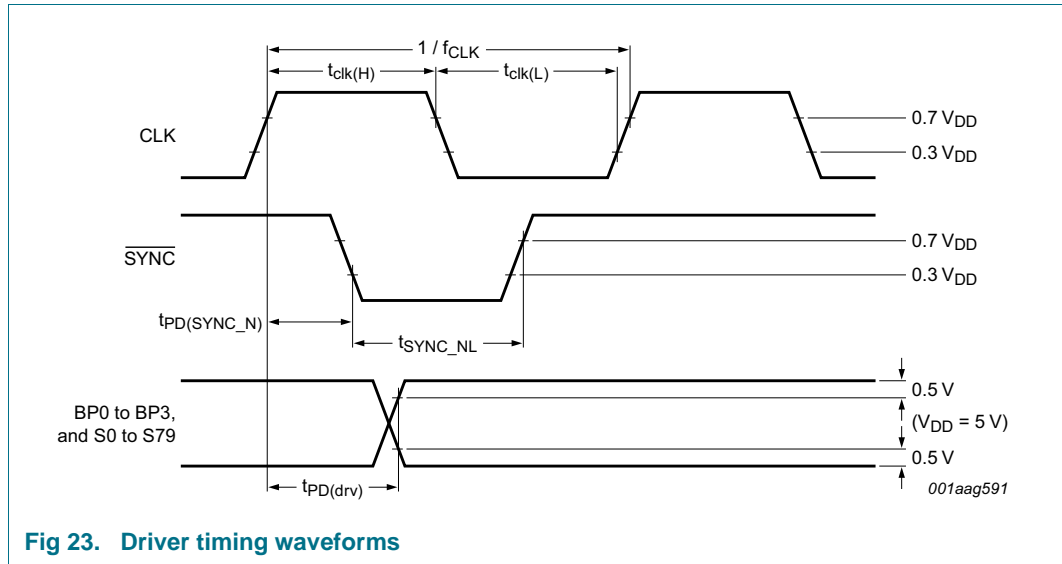 1 / fCLK
tclk(H)
tclk(L)
CLK
0.7 VDD
0.3 VDD
SYNC
0.7 VDD
0.3 VDD
tPD(SYNC_N)
tSYNC_NL
BP0 to BP3,
and S0 to S79
0.5 V
(VDD = 5 V)
0.5 V
tPD(drv)
001aag591
Fig 23. Driver timing waveforms